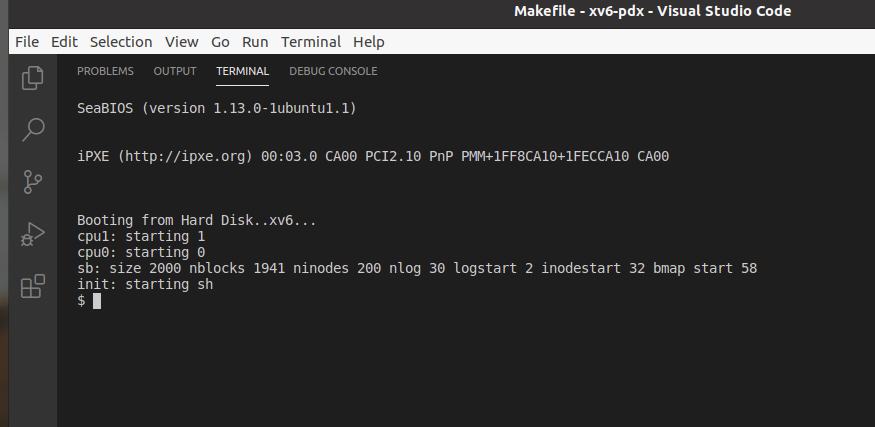 Makefile - xv6-pdx - Visual Studio Code
File Edit Selection View Go Run Terminal Help
PROBLEMS OUTPUT TERMINAL DEBUG CONSOLE
SeaBIOS (version 1.13.0-1ubuntu1.1)
iPXE (http://ipxe.org) 00:03.0 CA00 PCI2.10 PnP PMM+1FF8CA10+1FECCA10 CA00
Booting from Hard Disk..xv6...
cpu1: starting 1
cpu0: starting 0
sb: size 2000 nblocks 1941 ninodes 200 nlog 30 logstart 2 inodestart 32 bmap start 58
init: starting sh
$